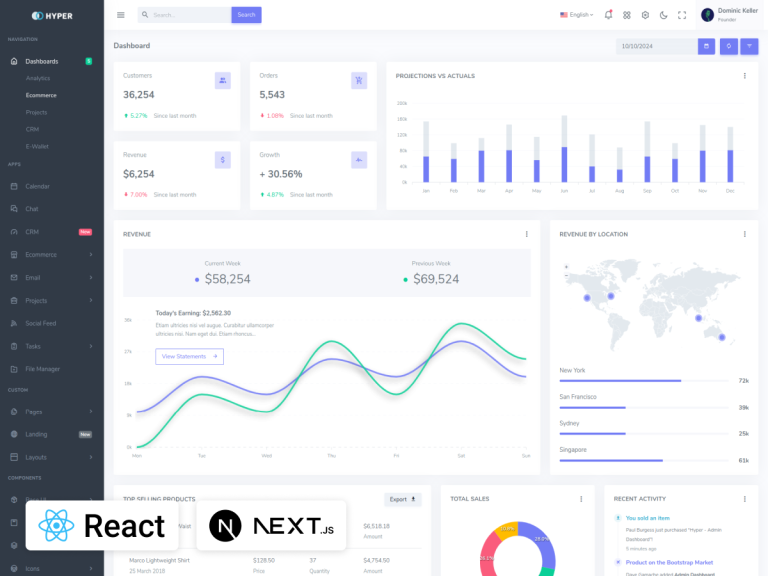 HYPER
Search...
Search
English
Dominic Keller
Founder
NAVIGATION
Dashboards
5
Analytics
Ecommerce
Projects
CRM
E-Wallet
APPS
Calendar
Chat
CRM
New
Ecommerce
Email
Projects
Social Feed
Tasks
File Manager
CUSTOM
Pages
Landing
New
Layouts
COMPONENTS
Icons
Dashboard
10/10/2024
Customers
36,254
5.27% Since last month
Orders
5,543
1.08% Since last month
Revenue
$6,254
7.00% Since last month
Growth
+ 30.56%
4.87% Since last month
PROJECTIONS VS ACTUALS
200k
160k
120k
80k
40k
0k
Jan Feb Mar Apr May Jun Jul Aug Sep Oct Nov Dec
REVENUE
Current Week
$58,254
Previous Week
$69,524
Today's Earning: $2,562.30
Etiam ultricies nisi vel augue. Curabitur ullamcorper
ultricies nisi. Nam eget dui. Etiam rhoncus...
View Statements
36k
27k
18k
9k
0k
Mon Tue Wed Thu Fri Sat Sun
REVENUE BY LOCATION
+
-
New York
72k
San Francisco
39k
Sydney
25k
Singapore
61k
TOP SELLING PRODUCTS
Export
$6,518.18
Amount
Marco Lightweight Shirt
25 March 2018
$128.50
Price
37
Quantity
$4,754.50
Amount
TOTAL SALES
RECENT ACTIVITY
You sold an item
Paul Burgess just purchased "Hyper - Admin
Dashboard"!
5 minutes ago
Product on the Bootstrap Market
Admin Dashboard
React
NEXT.JS